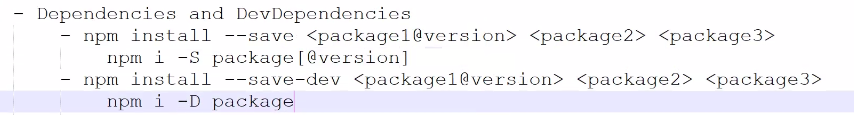 - Dependencies and DevDependencies
- npm install --save <package1@version> <package2> <package3>
npm i -S package[@version]
- npm install --save-dev <package1@version> <package2> <package3>
npm i -D package